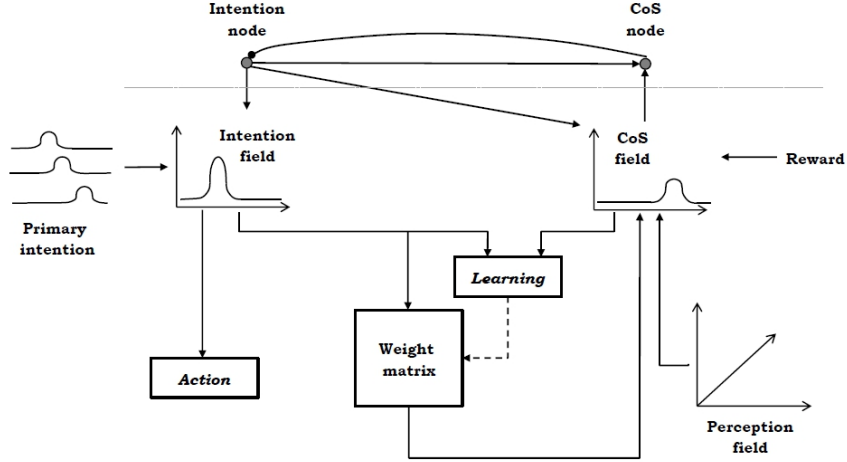 Intention
node
CoS
node
Intention
field
CoS
field
Reward
Primary
intention
Learning
Weight
matrix
Action
Perception
field